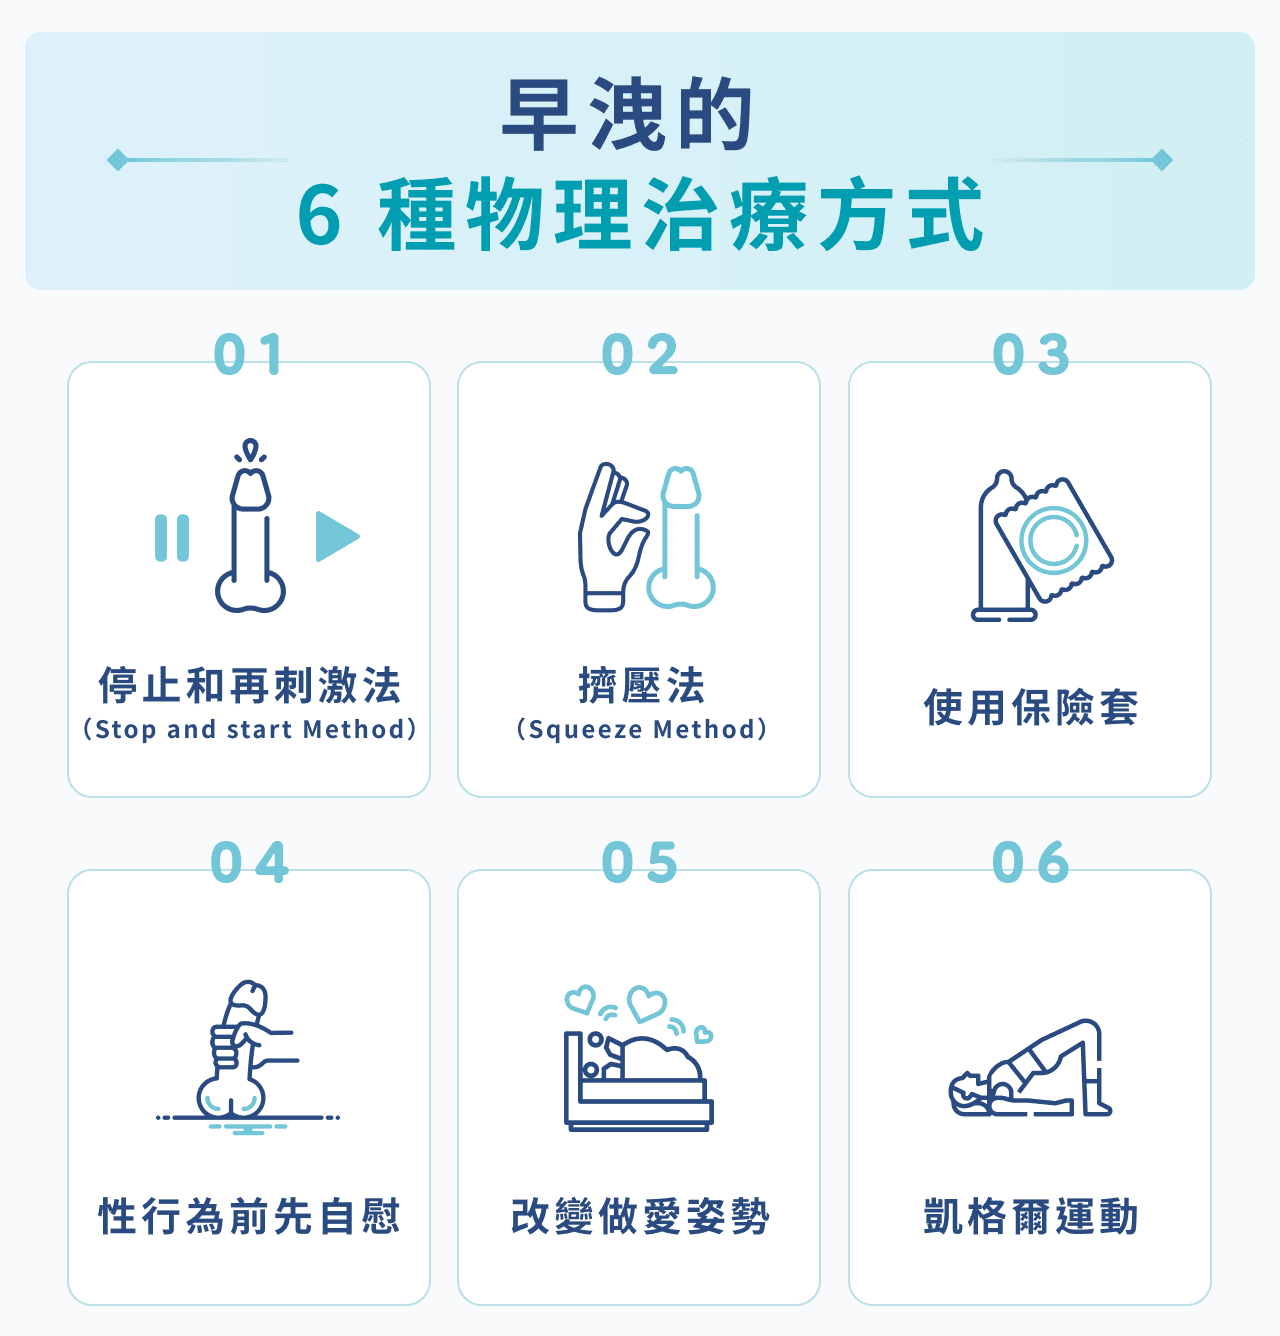 早洩的
6 種物理治療方式
01
02
03
停止和再刺激法
（Stop and start Method）
擠壓法
（Squeeze Method）
使用保險套
04
05
06
性行為前先自慰
改變做愛姿勢
凱格爾運動